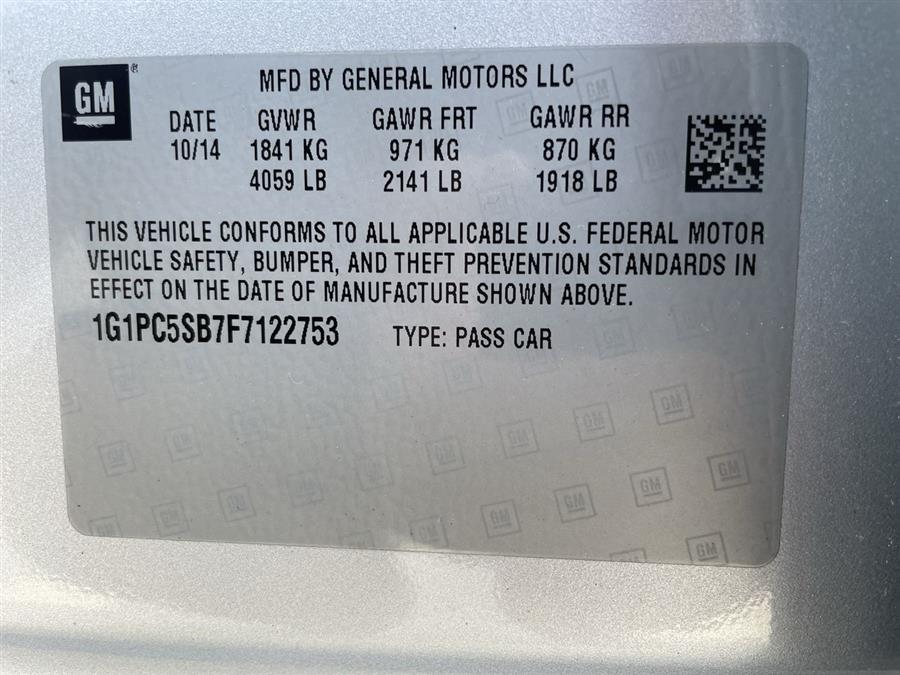 GM
MFD BY GENERAL MOTORS LLC
DATE GVWR GAWR FRT GAWR RR
10/14 1841 KG 971 KG 870 KG
4059 LB 2141 LB 1918 LB
THIS VEHICLE CONFORMS TO ALL APPLICABLE U.S. FEDERAL MOTOR
VEHICLE SAFETY, BUMPER, AND THEFT PREVENTION STANDARDS IN
EFFECT ON THE DATE OF MANUFACTURE SHOWN ABOVE.
1G1PC5SB7F7122753 TYPE: PASS CAR